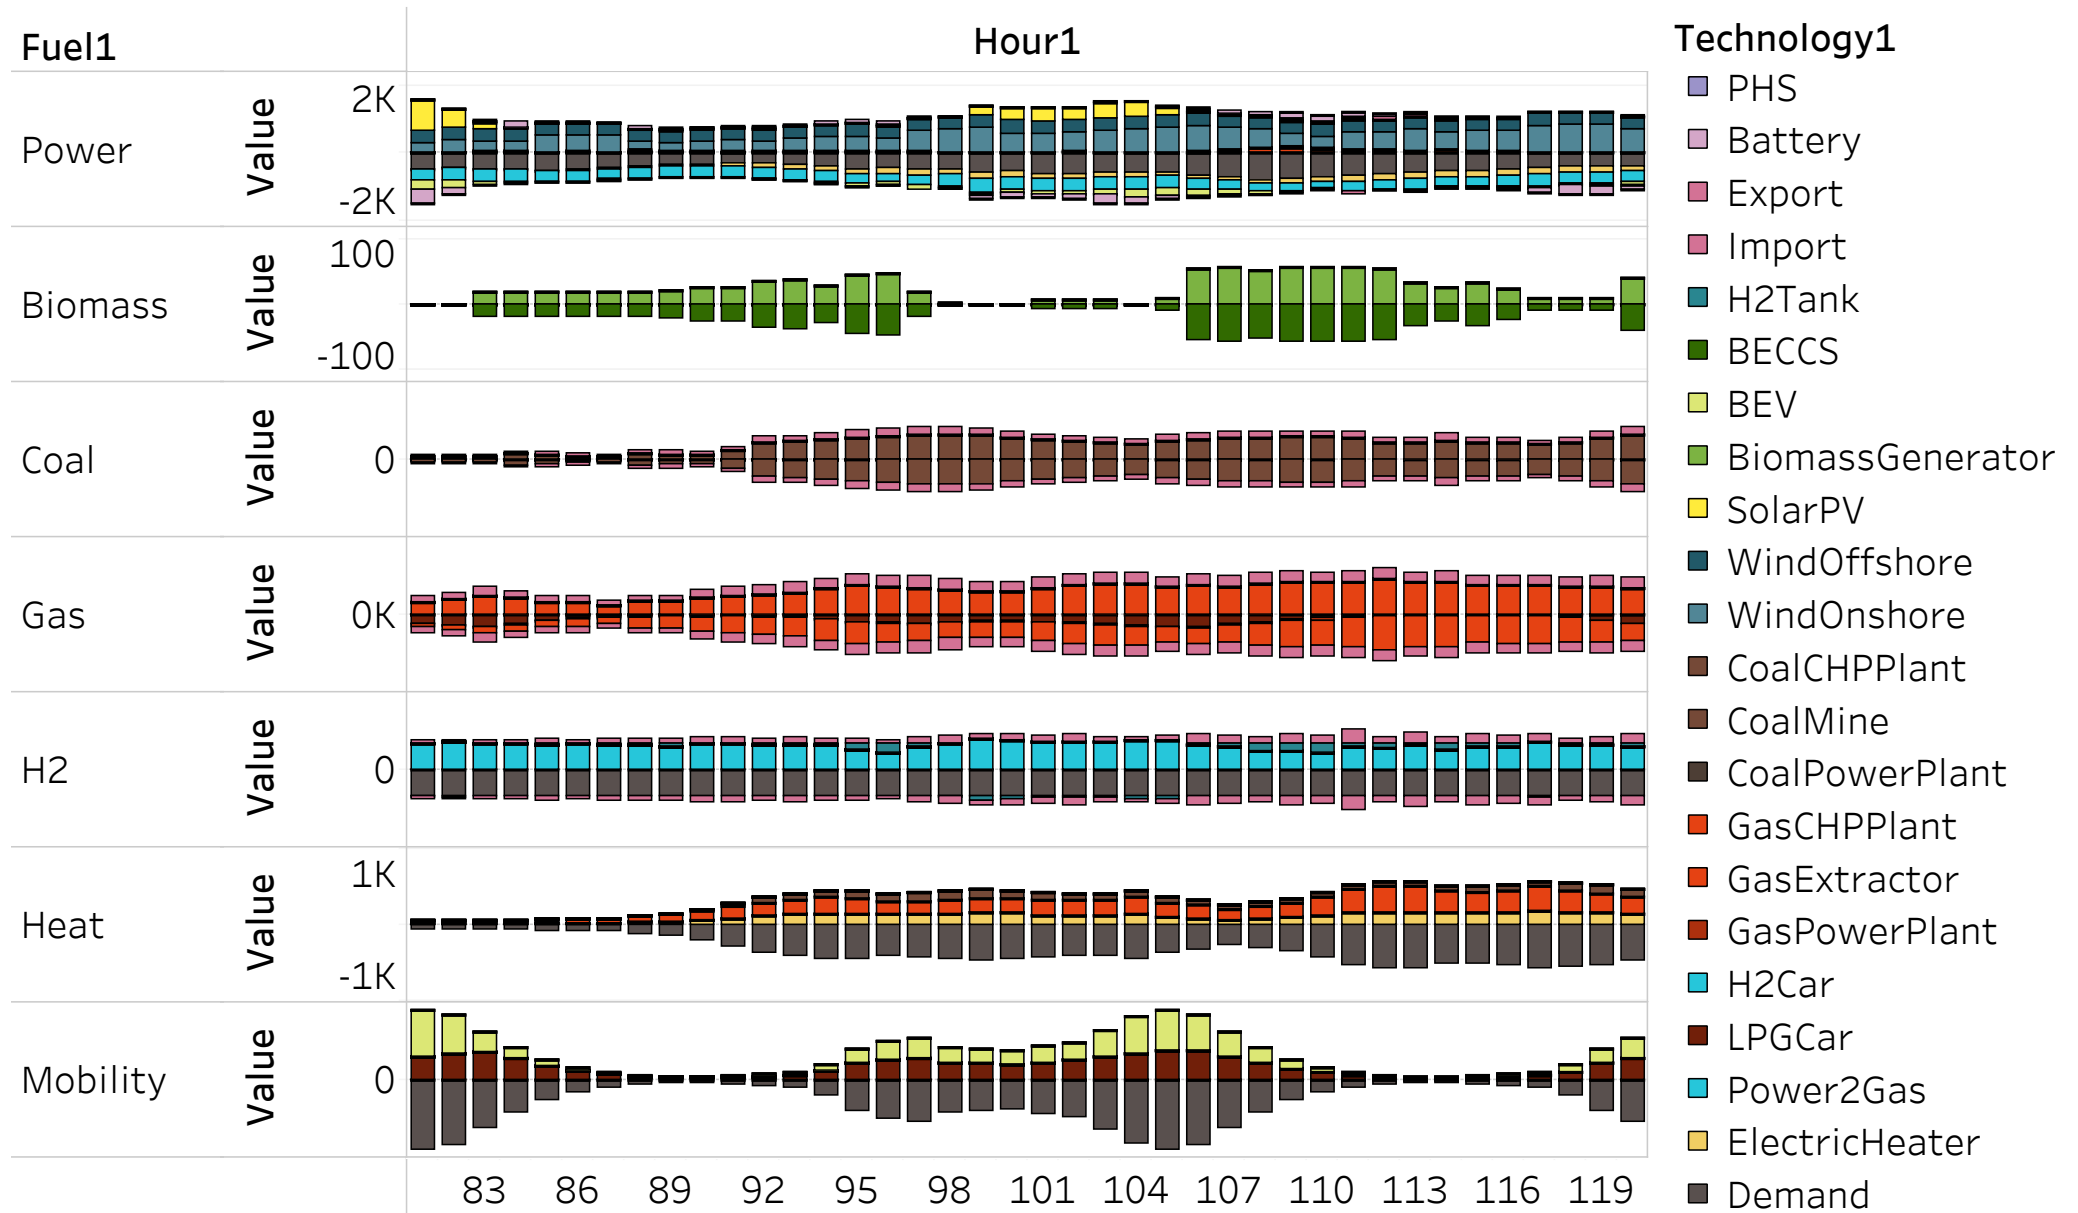 Fuel1
Hour1
Power
Value
2K
-2K
Biomass
Value
100
-100
Coal
Value
0
Gas
Value
0K
H2
Value
0
Heat
Value
1K
-1K
Mobility
Value
0
83 86 89 92 95 98 101 104 107 110 113 116 119
Technology1
PHS
Battery
Export
Import
H2Tank
BECCS
BEV
BiomassGenerator
SolarPV
WindOffshore
WindOnshore
CoalCHPPlant
CoalMine
CoalPowerPlant
GasCHPPlant
GasExtractor
GasPowerPlant
H2Car
LPGCar
Power2Gas
ElectricHeater
Demand